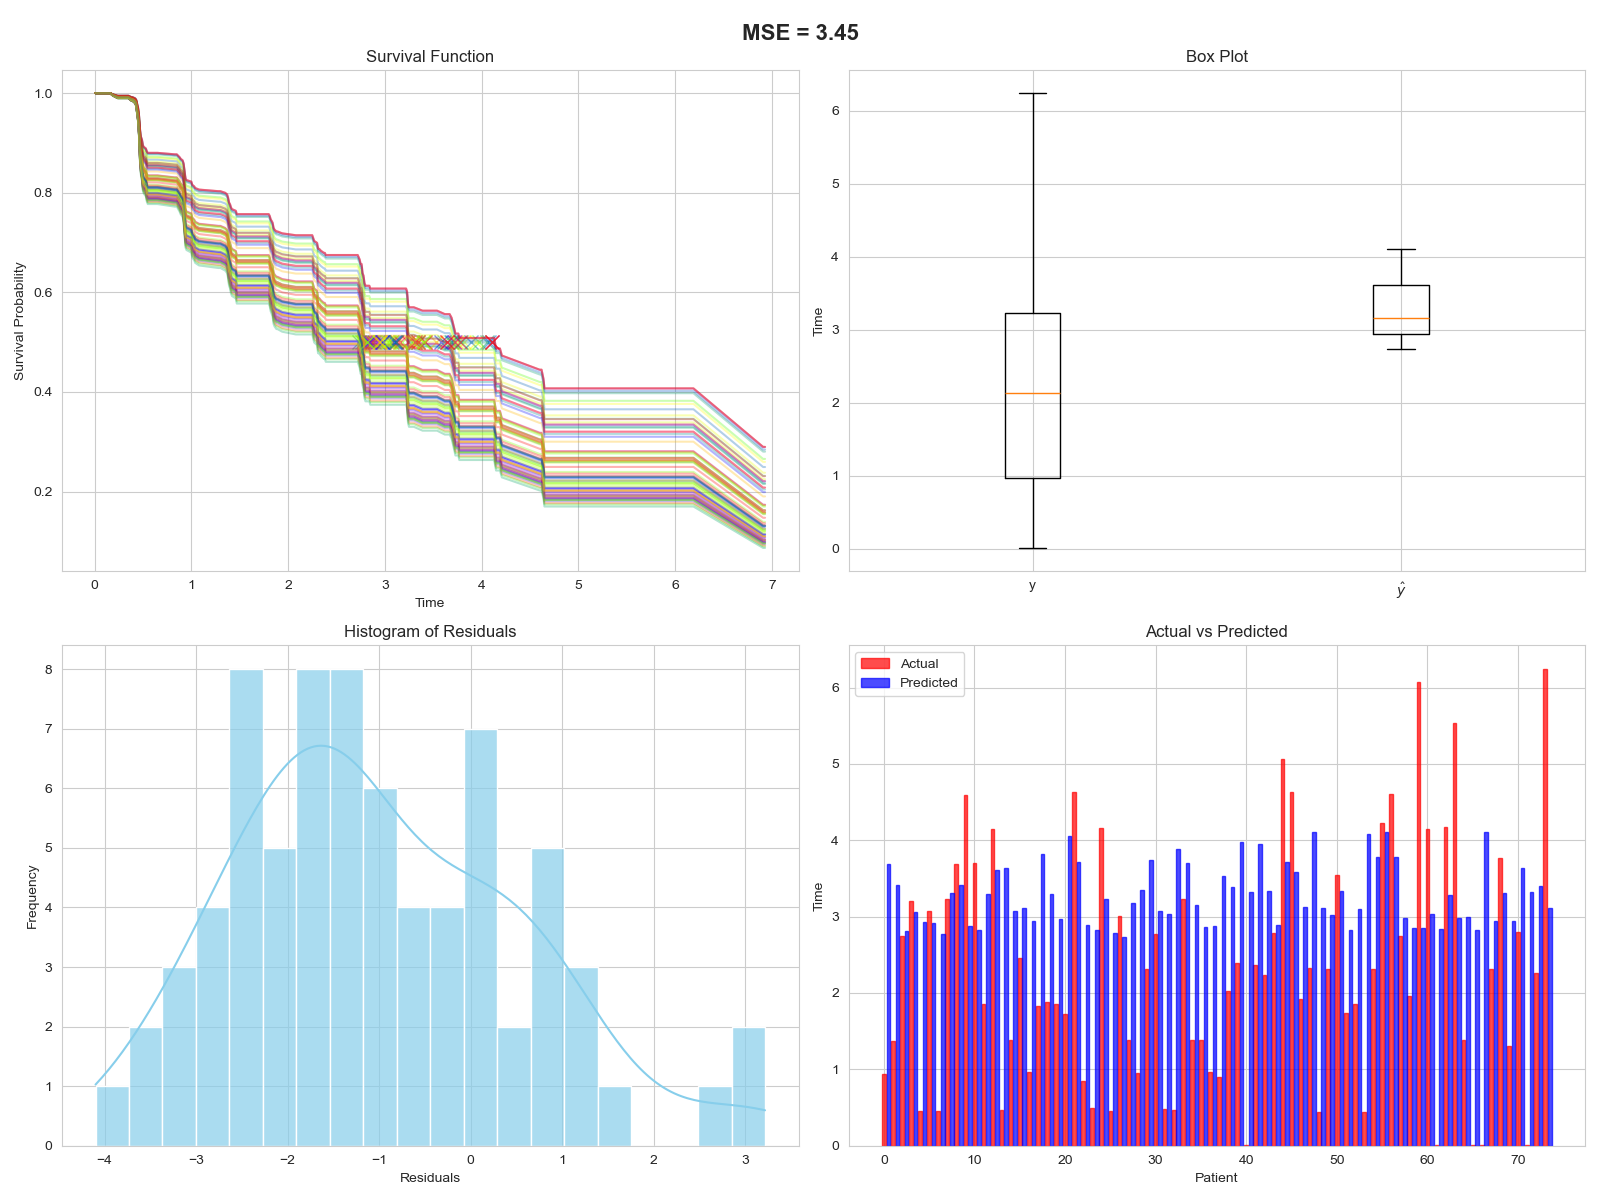 MSE = 3.45
Survival Function
Survival Probability
1.0
0.8
0.6
0.4
0.2
0 1 2 3 4 5 6 7
Time
Box Plot
Time
6
5
4
3
2
1
0
y ŷ
Histogram of Residuals
Frequency
8
7
6
5
4
3
2
1
0
−4 −3 −2 −1 0 1 2 3
Residuals
Actual vs Predicted
Actual
Predicted
Time
6
5
4
3
2
1
0
0 10 20 30 40 50 60 70
Patient